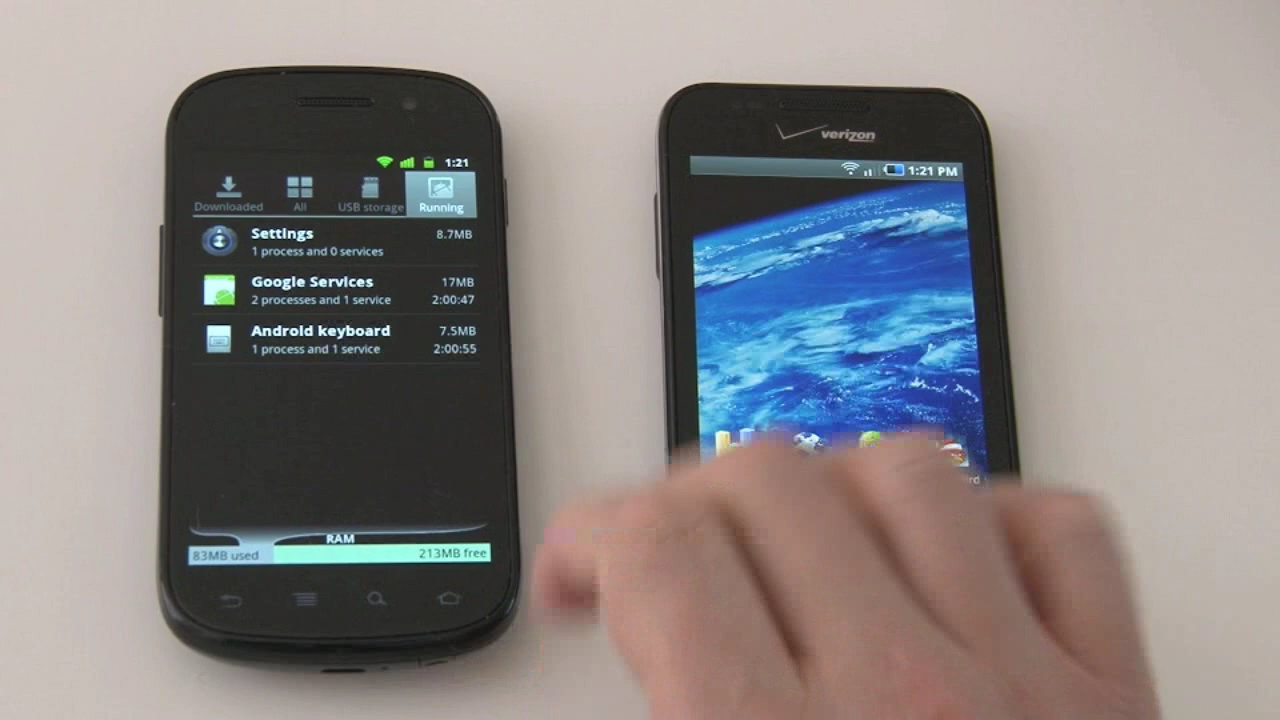 1:21
Downloaded All USB storage Running
Settings 8.7MB
1 process and 0 services
Google Services 17MB
2 processes and 1 service 2:00:47
Android keyboard 7.5MB
1 process and 1 service 2:00:55
RAM
83MB used 213MB free
verizon
1:21 PM